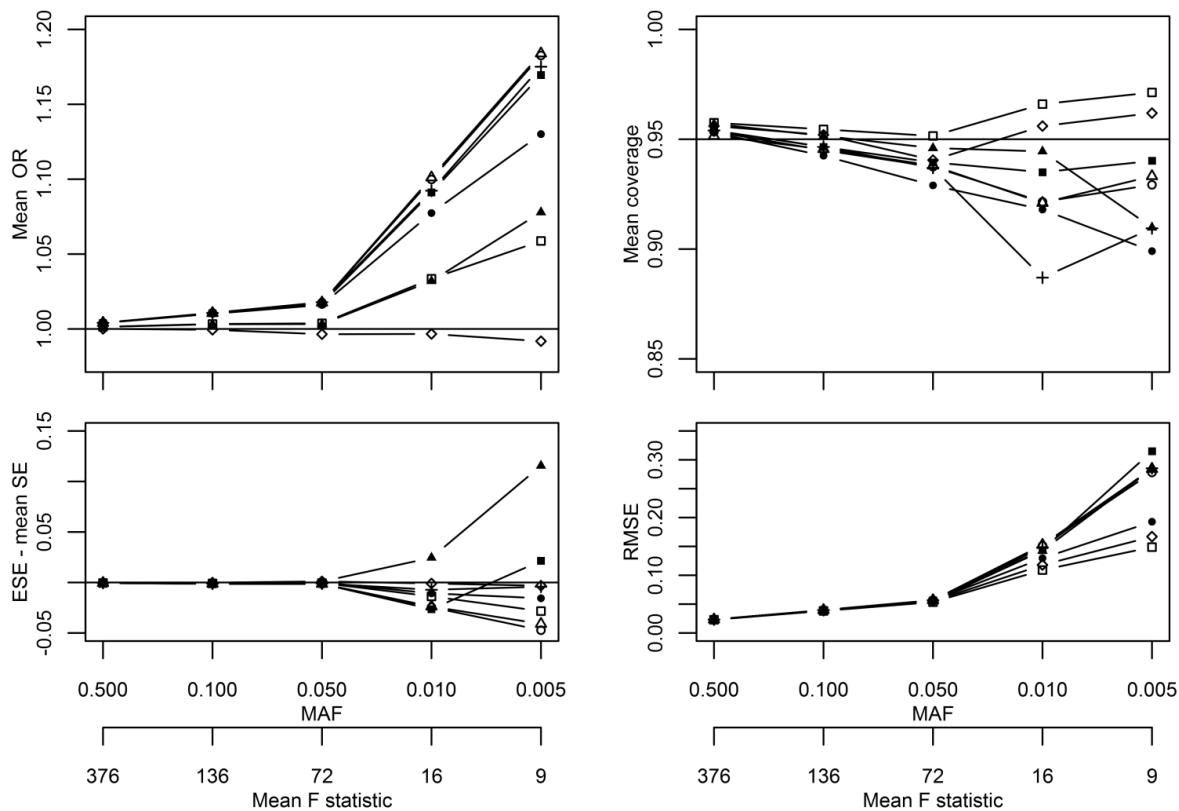 Mean OR
1.20
1.15
1.10
1.05
1.00
Mean coverage
1.00
0.95
0.90
0.85
ESE - mean SE
0.15
0.05
-0.05
RMSE
0.30
0.20
0.10
0.00
0.500 0.100 0.050 0.010 0.005
MAF
376 136 72 16 9
Mean F statistic
0.500 0.100 0.050 0.010 0.005
MAF
376 136 72 16 9
Mean F statistic